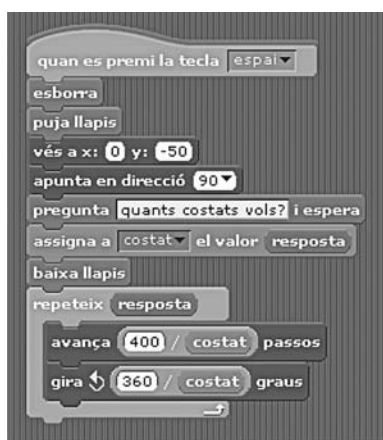 quan es premi la tecla espai
esborra
puja llapis
vés a x: 0 y: -50
apunta en direcció 90
pregunta quants costats vols? i espera
assigna a costat el valor resposta
baixa llapis
repeteix resposta
avança 400 / costat passos
gira 360 / costat graus